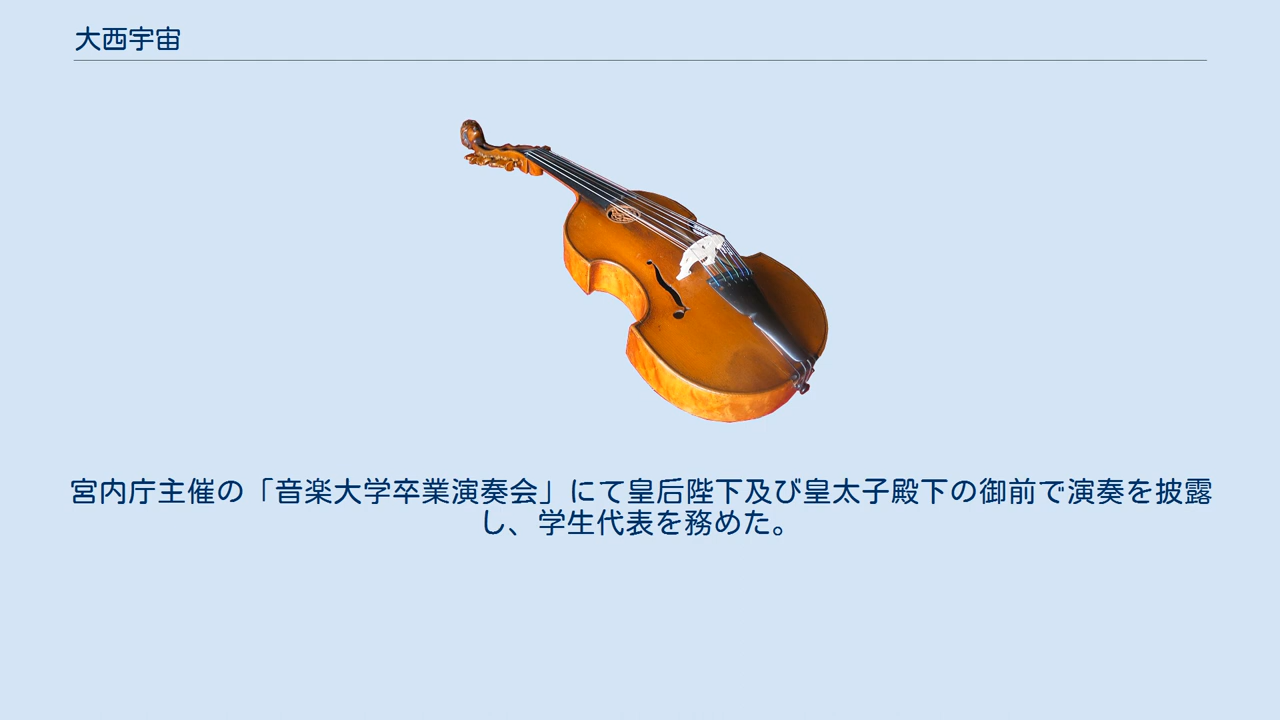 大西宇宙
宮内庁主催の「音楽大学卒業演奏会」にて皇后陛下及び皇太子殿下の御前で演奏を披露
し、学生代表を務めた。